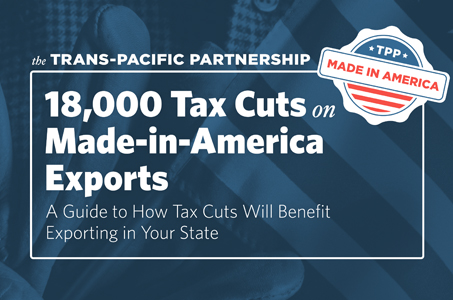 the TRANS-PACIFIC PARTNERSHIP
TPP
MADE IN AMERICA
18,000 Tax Cuts on
Made-in-America
Exports
A Guide to How Tax Cuts Will Benefit
Exporting in Your State